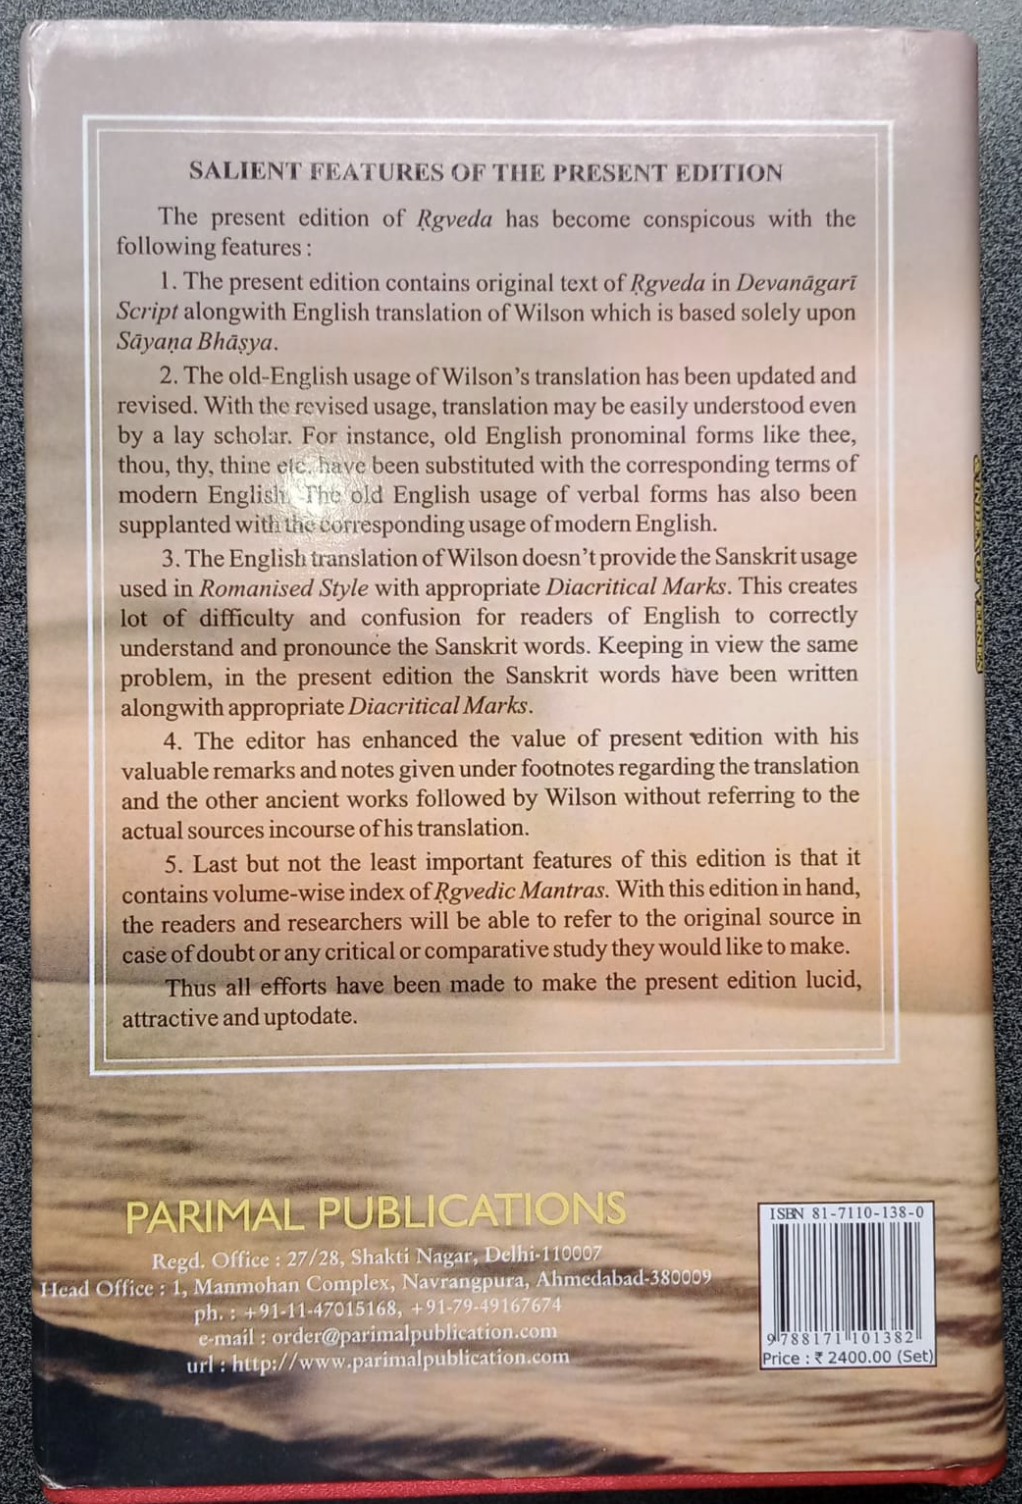 SALIENT FEATURES OF THE PRESENT EDITION
The present edition of Ṛgveda has become conspicous with the
following features :
1. The present edition contains original text of Ṛgveda in Devanāgarī
Script alongwith English translation of Wilson which is based solely upon
Sāyaṇa Bhāṣya.
2. The old-English usage of Wilson's translation has been updated and
revised. With the revised usage, translation may be easily understood even
by a lay scholar. For instance, old English pronominal forms like thee,
thou, thy, thine etc. have been substituted with the corresponding terms of
modern English. The old English usage of verbal forms has also been
supplanted with the corresponding usage of modern English.
3. The English translation of Wilson doesn't provide the Sanskrit usage
used in Romanised Style with appropriate Diacritical Marks. This creates
lot of difficulty and confusion for readers of English to correctly
understand and pronounce the Sanskrit words. Keeping in view the same
problem, in the present edition the Sanskrit words have been written
alongwith appropriate Diacritical Marks.
4. The editor has enhanced the value of present edition with his
valuable remarks and notes given under footnotes regarding the translation
and the other ancient works followed by Wilson without referring to the
actual sources incourse of his translation.
5. Last but not the least important features of this edition is that it
contains volume-wise index of Ṛgvedic Mantras. With this edition in hand,
the readers and researchers will be able to refer to the original source in
case of doubt or any critical or comparative study they would like to make.
Thus all efforts have been made to make the present edition lucid,
attractive and uptodate.
PARIMAL PUBLICATIONS
Regd. Office : 27/28, Shakti Nagar, Delhi-110007
Head Office : 1, Manmohan Complex, Navrangpura, Ahmedabad-380009
ph. : +91-11-47015168, +91-79-49167674
e-mail : order@parimalpublication.com
url : http://www.parimalpublication.com
ISBN 81-7110-138-0
9 788171 101382
Price : ₹ 2400.00 (Set)